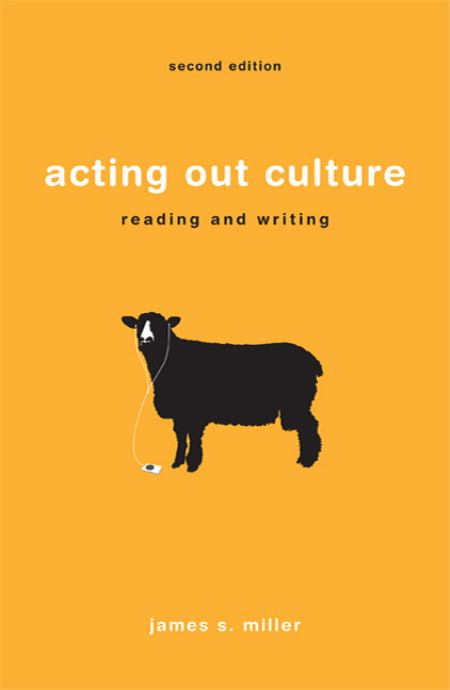 second edition
acting out culture
reading and writing
james s. miller